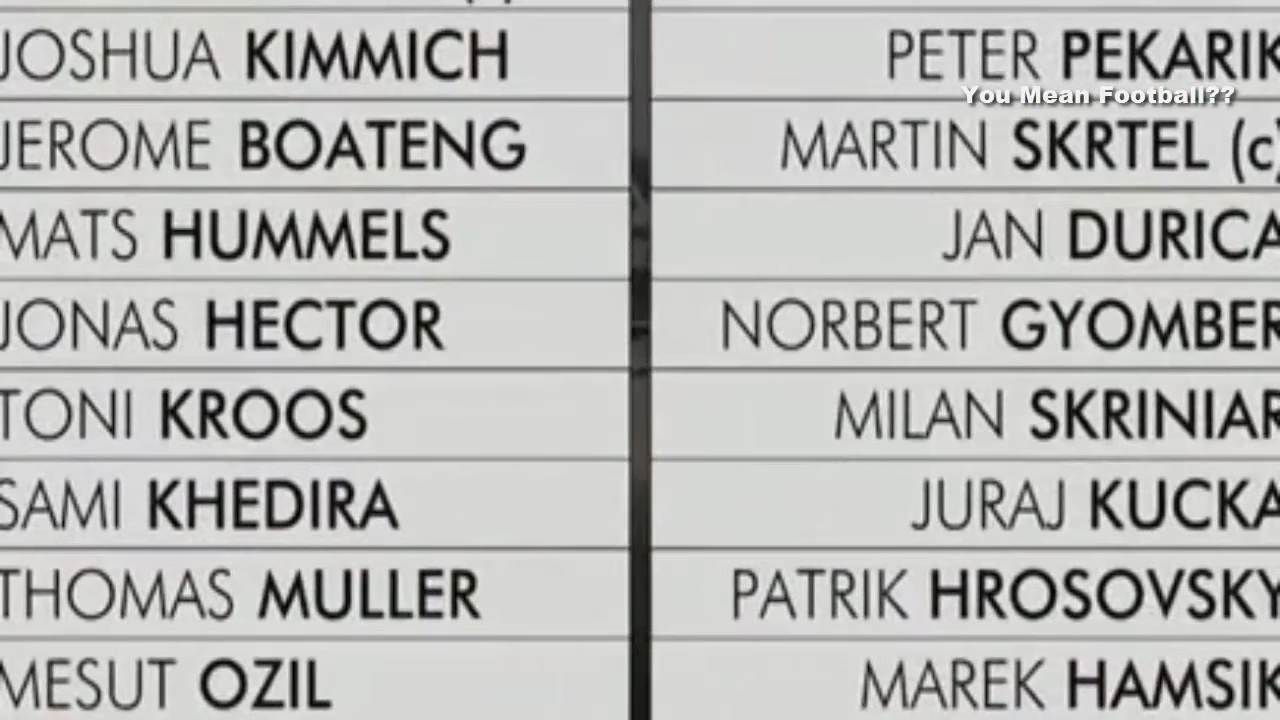 JOSHUA KIMMICH
JEROME BOATENG
MATS HUMMELS
JONAS HECTOR
TONI KROOS
SAMI KHEDIRA
THOMAS MULLER
MESUT OZIL
PETER PEKARIK
You Mean Football??
MARTIN SKRTEL (c)
JAN DURICA
NORBERT GYOMBER
MILAN SKRINIAR
JURAJ KUCKA
PATRIK HROSOVSKY
MAREK HAMSIK